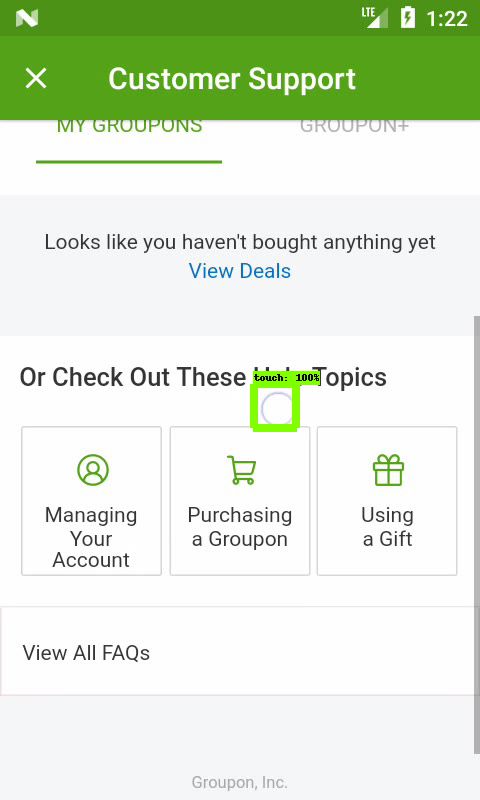 LTE 1:22
Customer Support
MY GROUPONS GROUPON+
Looks like you haven't bought anything yet
View Deals
touch: 100%
Or Check Out These Help Topics
Managing Your Account
Purchasing a Groupon
Using a Gift
View All FAQs
Groupon, Inc.